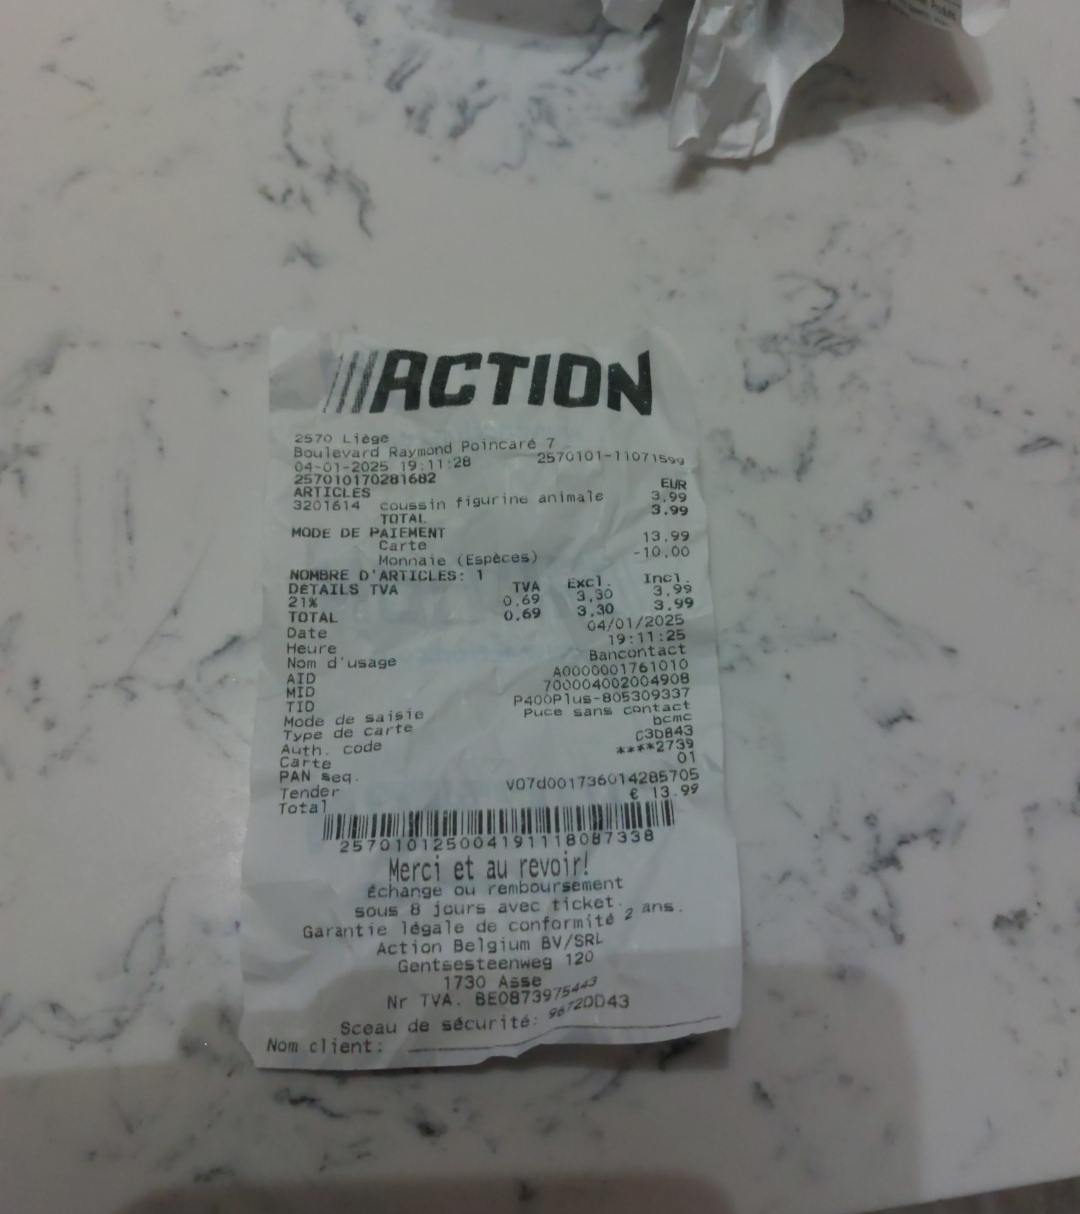 ACTION
2570 Liège
Boulevard Raymond Poincaré 7
04-01-2025 19:11:28 2570101-11071599
257010170281682
ARTICLES EUR
3201614 coussin figurine animale 3,99
TOTAL 3.99
MODE DE PAIEMENT
Carte 13.99
Monnaie (Espèces) -10.00
NOMBRE D'ARTICLES: 1
DÉTAILS TVA TVA Excl. Incl.
21% 0.69 3,30 3.99
TOTAL 0.69 3.30 3.99
Date 04/01/2025
Heure 19:11:25
Nom d'usage Bancontact
AID A0000001761010
MID 700004002004908
TID P400Plus-805309337
Mode de saisie Puce sans contact
Type de carte bcmc
Auth. code C3D843
Carte ****2739
PAN seq. 01
Tender V07d001736014285705
Total € 13.99
2570101250041911180873 38
Merci et au revoir!
Échange ou remboursement
sous 8 jours avec ticket.
Garantie légale de conformité 2 ans.
Action Belgium BV/SRL
Gentsesteenweg 120
1730 Asse
Nr TVA. BE0873975443
Sceau de sécurité: 96720D43
Nom client: